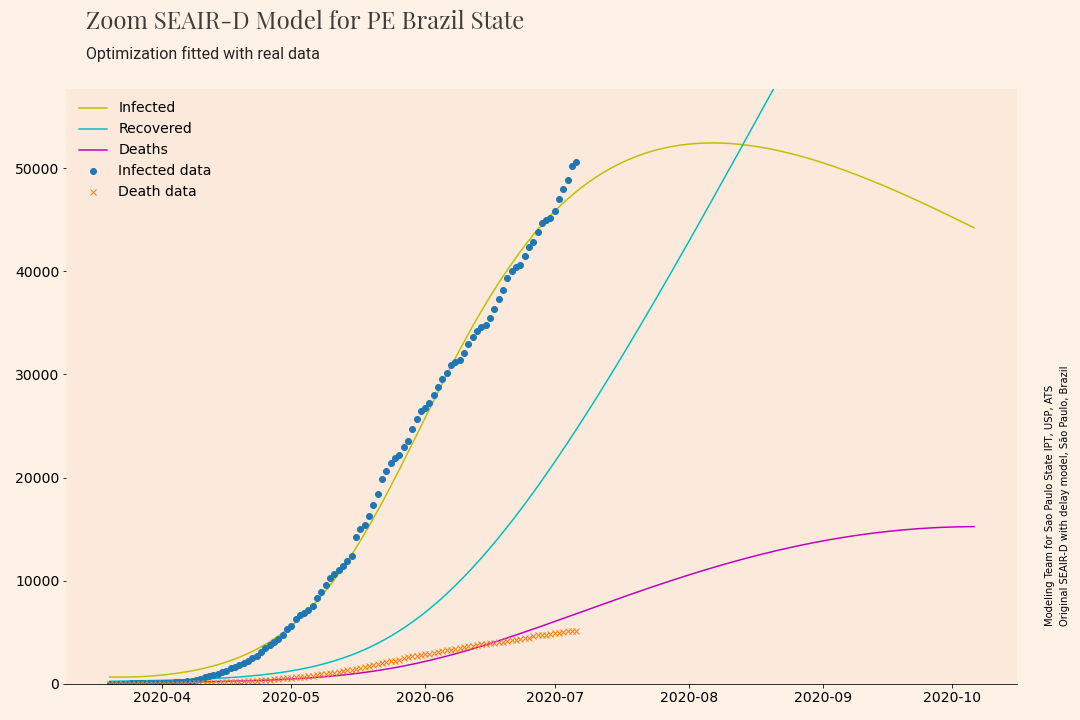 Zoom SEAIR-D Model for PE Brazil State
Optimization fitted with real data
Infected
Recovered
Deaths
Infected data
Death data
50000
40000
30000
20000
10000
0
2020-04
2020-05
2020-06
2020-07
2020-08
2020-09
2020-10
Modeling Team for Sao Paulo State IPT, USP, ATS
Original SEAIR-D with delay model, São Paulo, Brazil